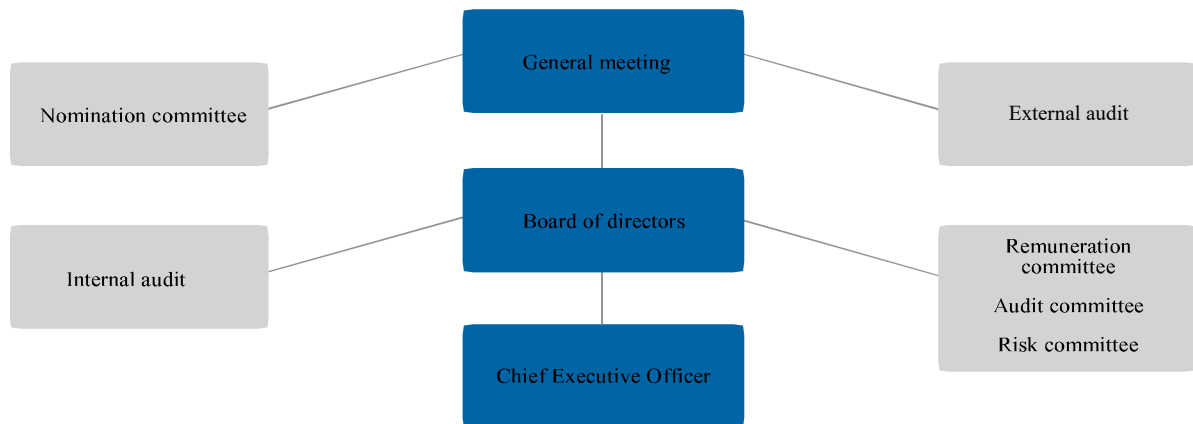 General meeting
Nomination committee
External audit
Board of directors
Internal audit
Remuneration
committee
Audit committee
Risk committee
Chief Executive Officer